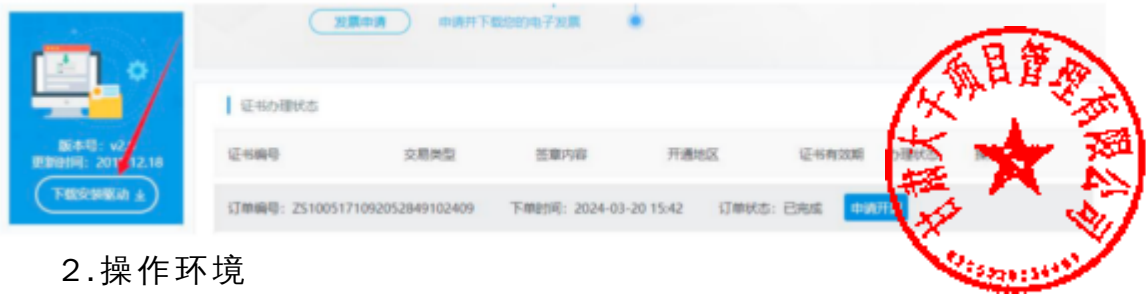 发票申请 申请并下载您的电子发票
证书办理状态
版本号：v2.
更新时间：201 12.18
下载安装驱动
证书编号 交易类型 签章内容 开通地区 证书有效期 办理状态
订单编号：ZS1005171092052849102409 下单时间：2024-03-20 15:42 订单状态：已完成 申请开
大千项目管理有限公司
2.操作环境